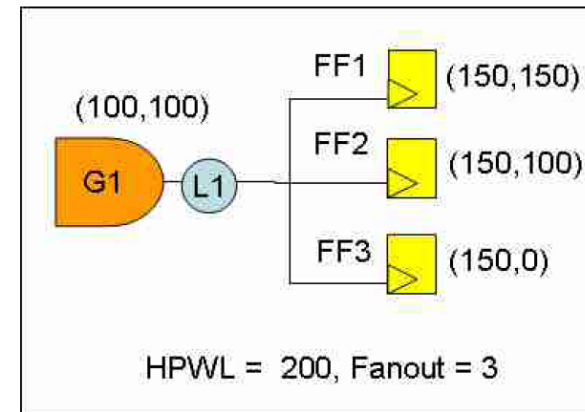 (100,100)
G1
L1
FF1
(150,150)
FF2
(150,100)
FF3
(150,0)
HPWL = 200, Fanout = 3